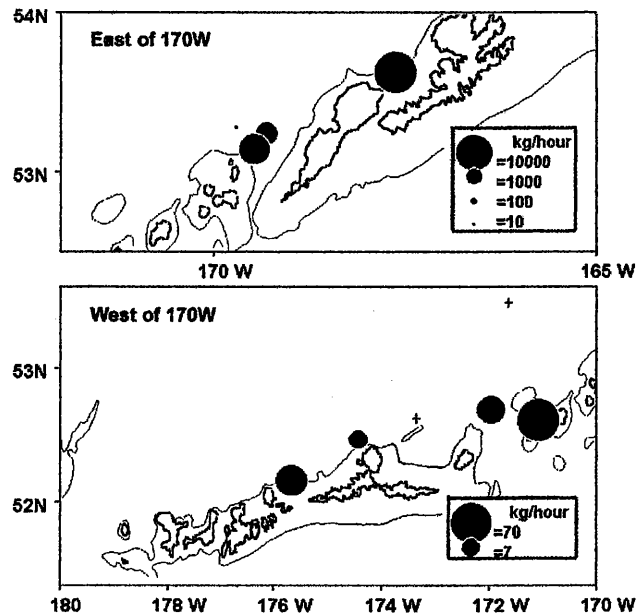 54N
East of 170W
53N
kg/hour
=10000
=1000
=100
=10
170 W
165 W
West of 170W
53N
52N
kg/hour
=70
=7
180
178 W
176 W
174 W
172 W
170 W